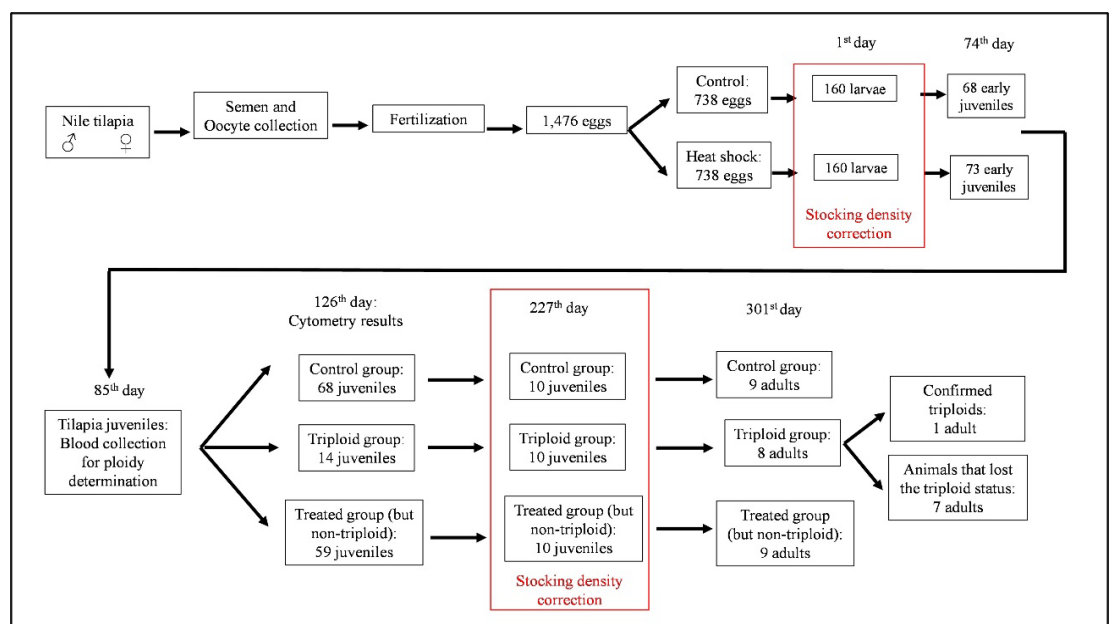 1st day
74th day
Nile tilapia
♂ ♀
Semen and
Oocyte collection
Fertilization
1,476 eggs
Control:
738 eggs
160 larvae
68 early
juveniles
Heat shock:
738 eggs
160 larvae
73 early
juveniles
Stocking density
correction
126th day:
Cytometry results
227th day
301st day
85th day
Tilapia juveniles:
Blood collection
for ploidy
determination
Control group:
68 juveniles
Control group:
10 juveniles
Control group:
9 adults
Triploid group:
14 juveniles
Triploid group:
10 juveniles
Triploid group:
8 adults
Confirmed
triploids:
1 adult
Animals that lost
the triploid status:
7 adults
Treated group (but
non-triploid):
59 juveniles
Treated group (but
non-triploid):
10 juveniles
Treated group
(but non-triploid):
9 adults
Stocking density
correction